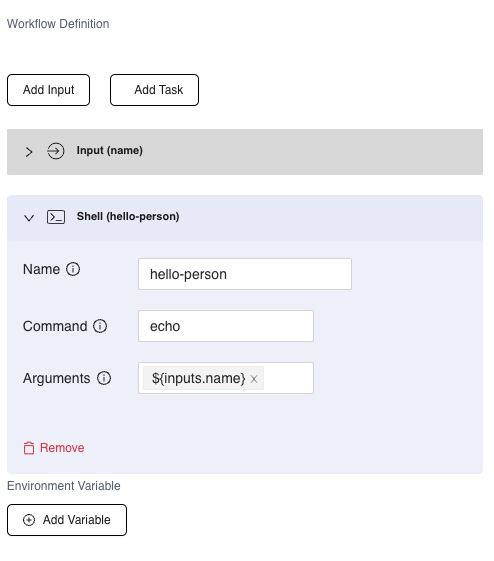 Workflow Definition
Add Input
Add Task
Input (name)
Shell (hello-person)
Name
hello-person
Command
echo
Arguments
${inputs.name} x
Remove
Environment Variable
Add Variable